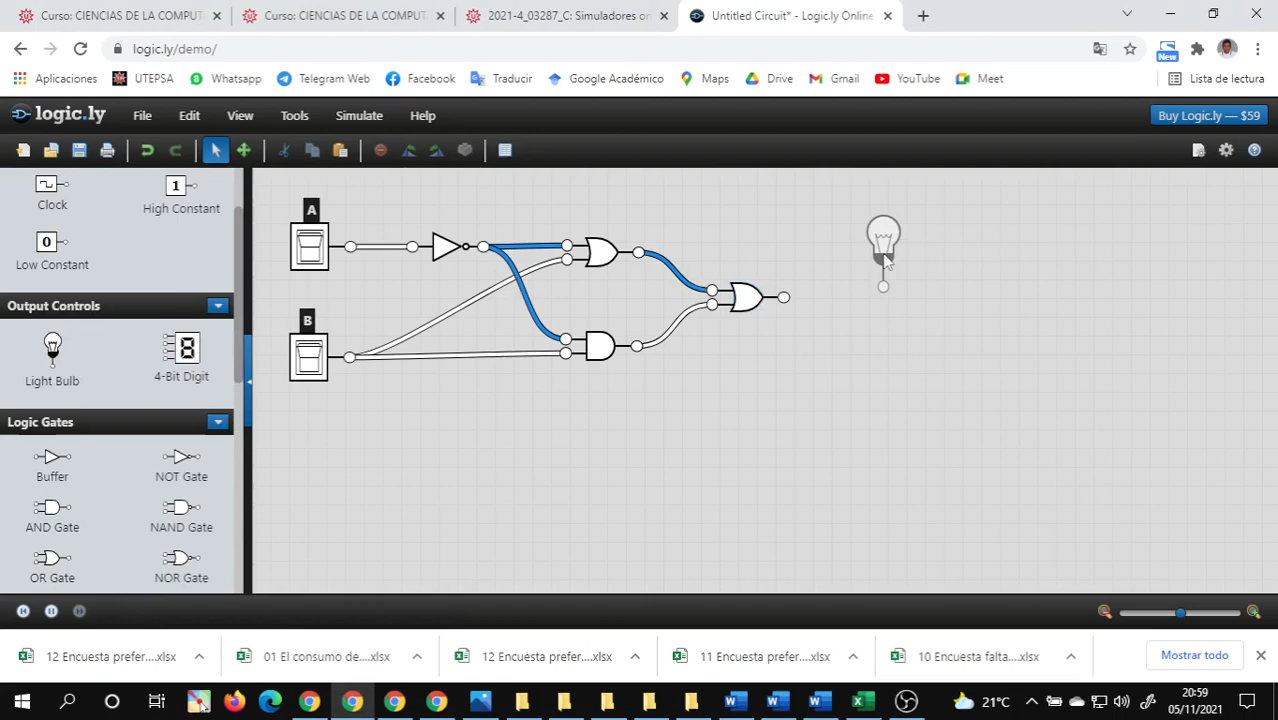 Curso: CIENCIAS DE LA COMPUT
Curso: CIENCIAS DE LA COMPUT
2021-4_03287_C: Simuladores on
Untitled Circuit* - Logic.ly Online
logic.ly/demo/
New
Aplicaciones
UTEPSA
Whatsapp
Telegram Web
Facebook
Traducir
Google Académico
Maps
Drive
Gmail
YouTube
Meet
Lista de lectura
logic.ly
File
Edit
View
Tools
Simulate
Help
Buy Logic.ly — $59
1
Clock
High Constant
0
Low Constant
Output Controls
Light Bulb
4-Bit Digit
Logic Gates
Buffer
NOT Gate
AND Gate
NAND Gate
OR Gate
NOR Gate
A
B
12 Encuesta prefer....xlsx
01 El consumo de....xlsx
12 Encuesta prefer....xlsx
11 Encuesta prefer....xlsx
10 Encuesta falta....xlsx
Mostrar todo
21°C
20:59
05/11/2021